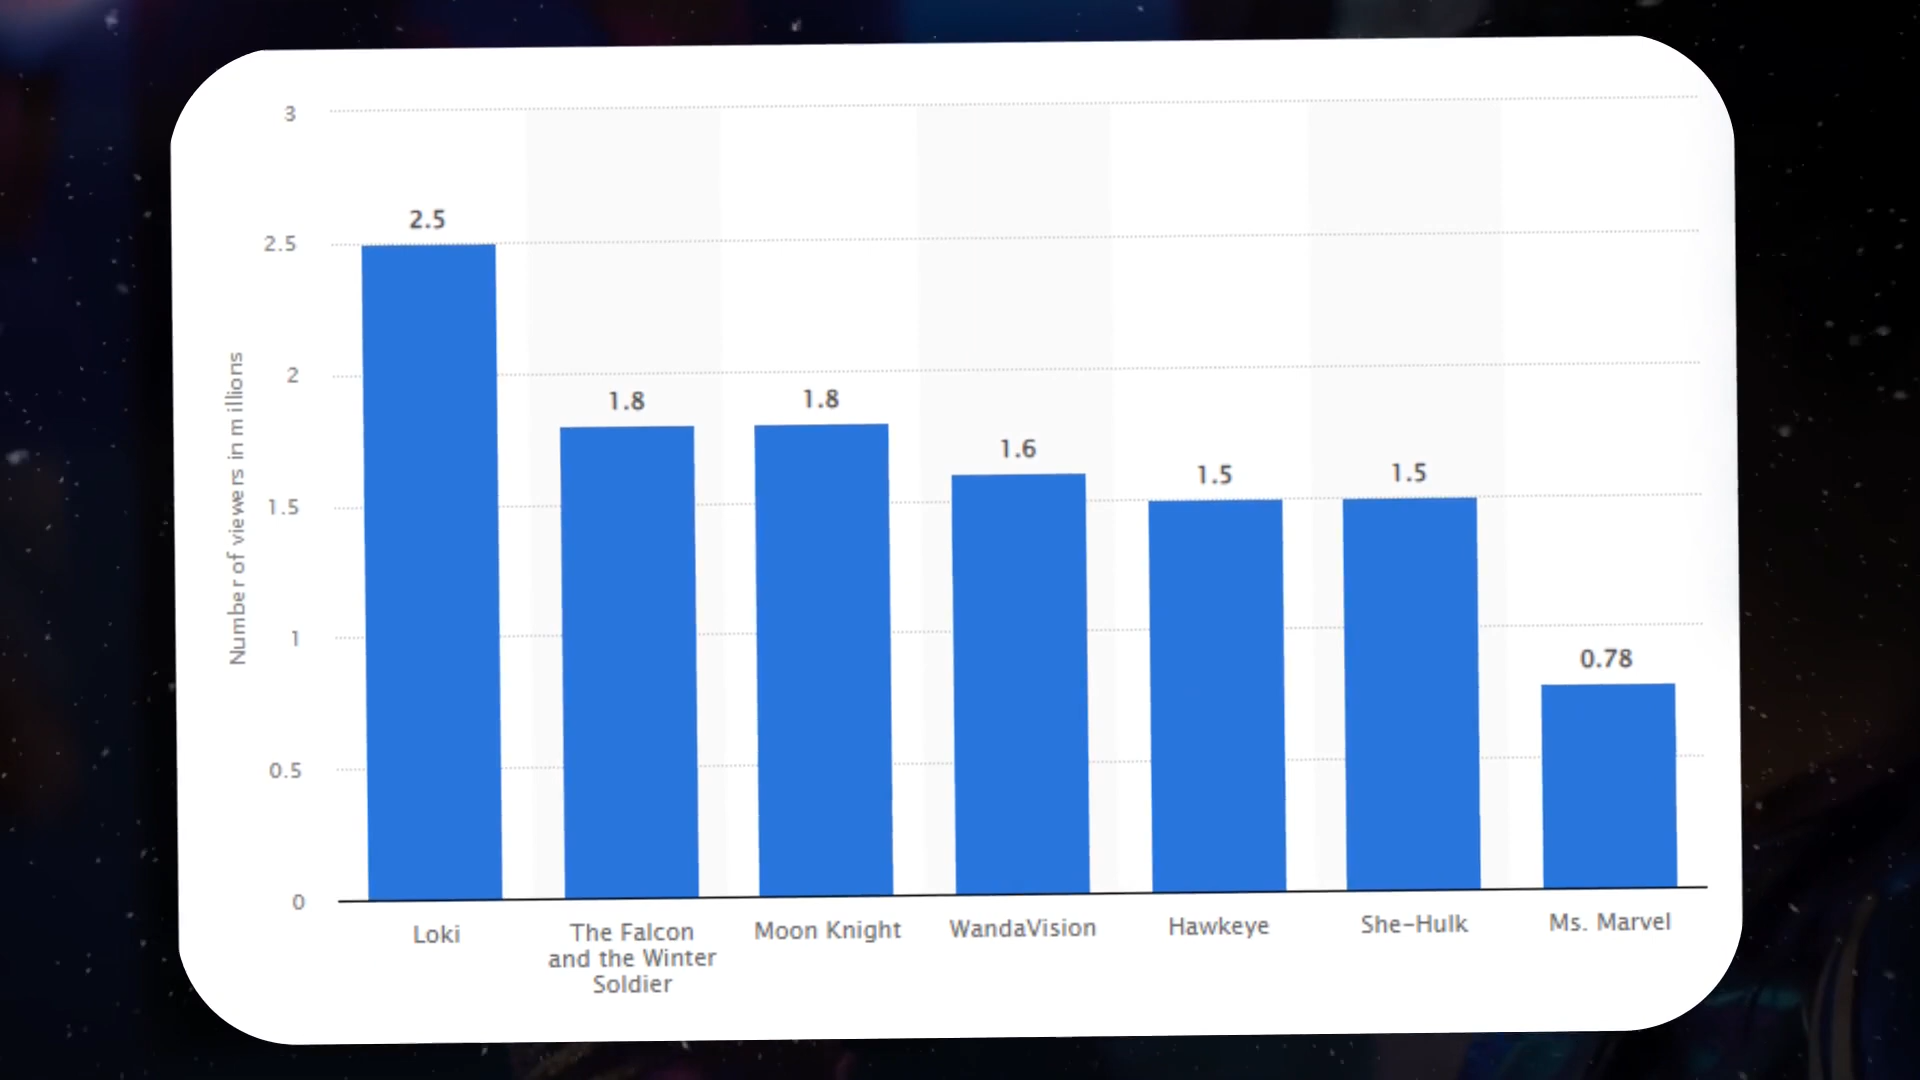 3
2.5
2
1.5
1
0.5
0
Number of viewers in millions
2.5
1.8
1.8
1.6
1.5
1.5
0.78
Loki
The Falcon
and the Winter
Soldier
Moon Knight
WandaVision
Hawkeye
She-Hulk
Ms. Marvel